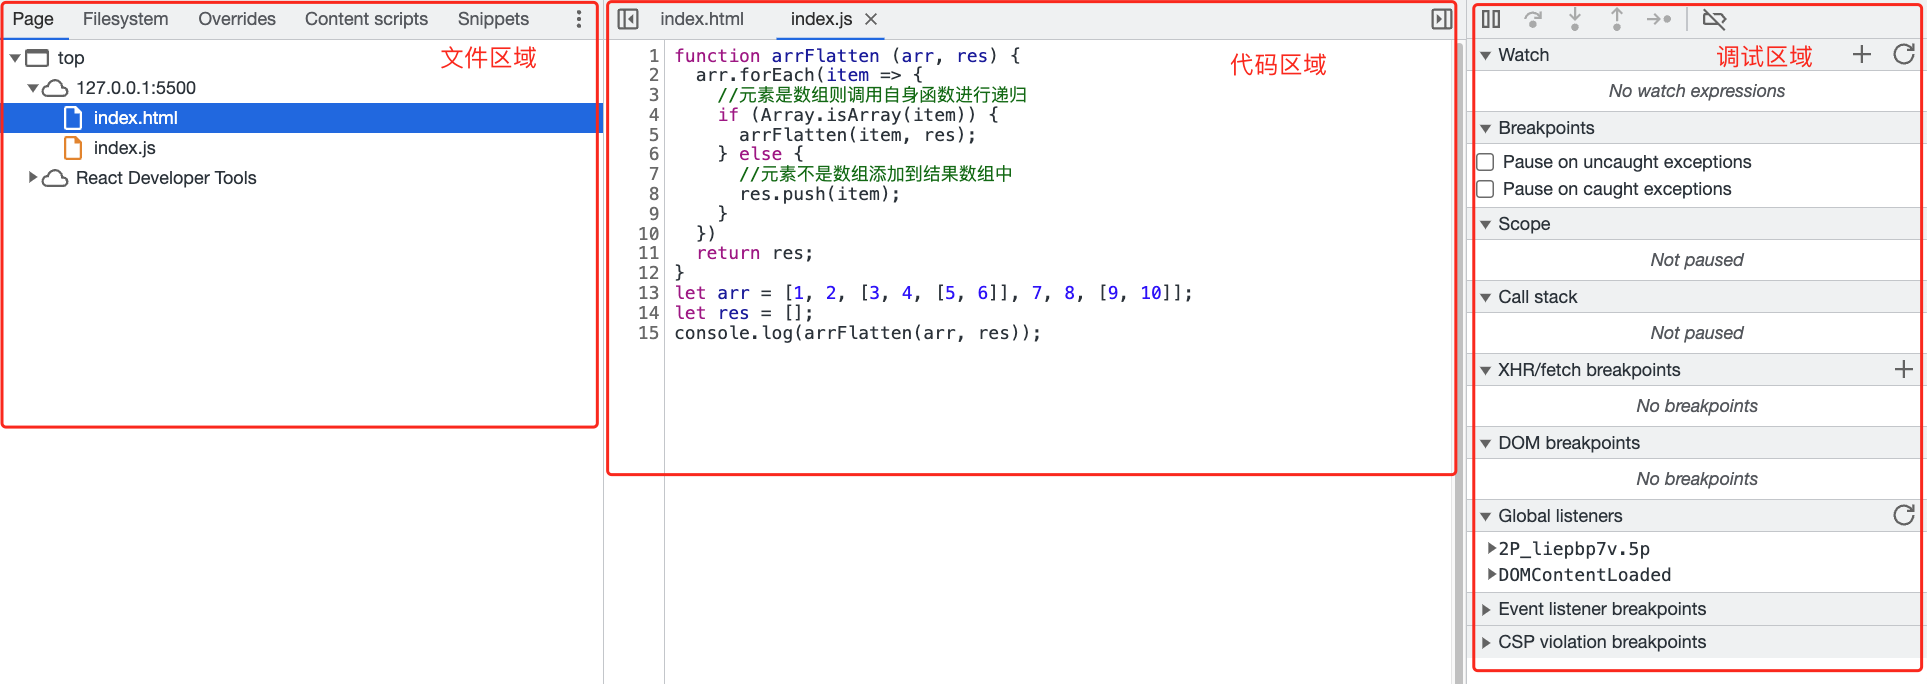 Page Filesystem Overrides Content scripts Snippets
文件区域
top
127.0.0.1:5500
index.html
index.js
React Developer Tools
index.html index.js
代码区域
1 function arrFlatten (arr, res) {
2   arr.forEach(item => {
3     //元素是数组则调用自身函数进行递归
4     if (Array.isArray(item)) {
5       arrFlatten(item, res);
6     } else {
7       //元素不是数组添加到结果数组中
8       res.push(item);
9     }
10   })
11   return res;
12 }
13 let arr = [1, 2, [3, 4, [5, 6]], 7, 8, [9, 10]];
14 let res = [];
15 console.log(arrFlatten(arr, res));
Watch 调试区域
No watch expressions
Breakpoints
Pause on uncaught exceptions
Pause on caught exceptions
Scope
Not paused
Call stack
Not paused
XHR/fetch breakpoints
No breakpoints
DOM breakpoints
No breakpoints
Global listeners
2P_liepbp7v.5p
DOMContentLoaded
Event listener breakpoints
CSP violation breakpoints